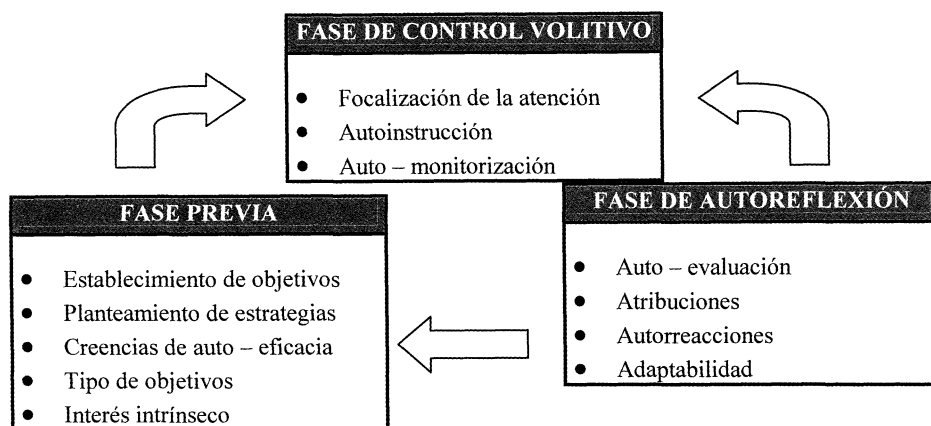 FASE DE CONTROL VOLITIVO
• Focalización de la atención
• Autoinstrucción
• Auto – monitorización
FASE PREVIA
• Establecimiento de objetivos
• Planteamiento de estrategias
• Creencias de auto – eficacia
• Tipo de objetivos
• Interés intrínseco
FASE DE AUTOREFLEXIÓN
• Auto – evaluación
• Atribuciones
• Autorreacciones
• Adaptabilidad